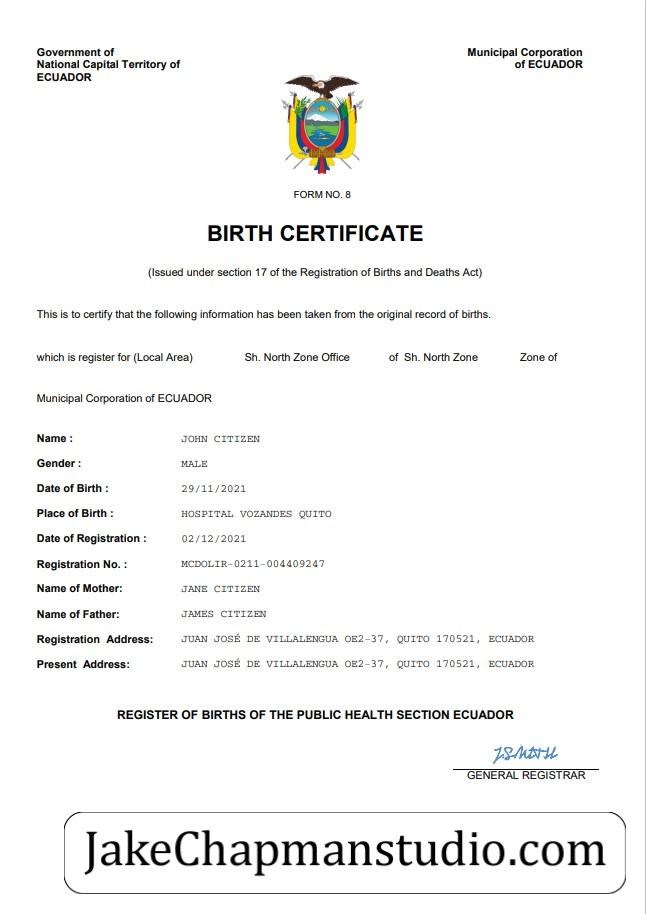 Government of
National Capital Territory of
ECUADOR
Municipal Corporation
of ECUADOR
FORM NO. 8
BIRTH CERTIFICATE
(Issued under section 17 of the Registration of Births and Deaths Act)
This is to certify that the following information has been taken from the original record of births.
which is register for (Local Area) Sh. North Zone Office of Sh. North Zone Zone of
Municipal Corporation of ECUADOR
Name : JOHN CITIZEN
Gender : MALE
Date of Birth : 29/11/2021
Place of Birth : HOSPITAL VOZANDES QUITO
Date of Registration : 02/12/2021
Registration No. : MCDOLIR-0211-004409247
Name of Mother: JANE CITIZEN
Name of Father: JAMES CITIZEN
Registration Address: JUAN JOSÉ DE VILLALENGUA OE2-37, QUITO 170521, ECUADOR
Present Address: JUAN JOSÉ DE VILLALENGUA OE2-37, QUITO 170521, ECUADOR
REGISTER OF BIRTHS OF THE PUBLIC HEALTH SECTION ECUADOR
GENERAL REGISTRAR
JakeChapmanstudio.com